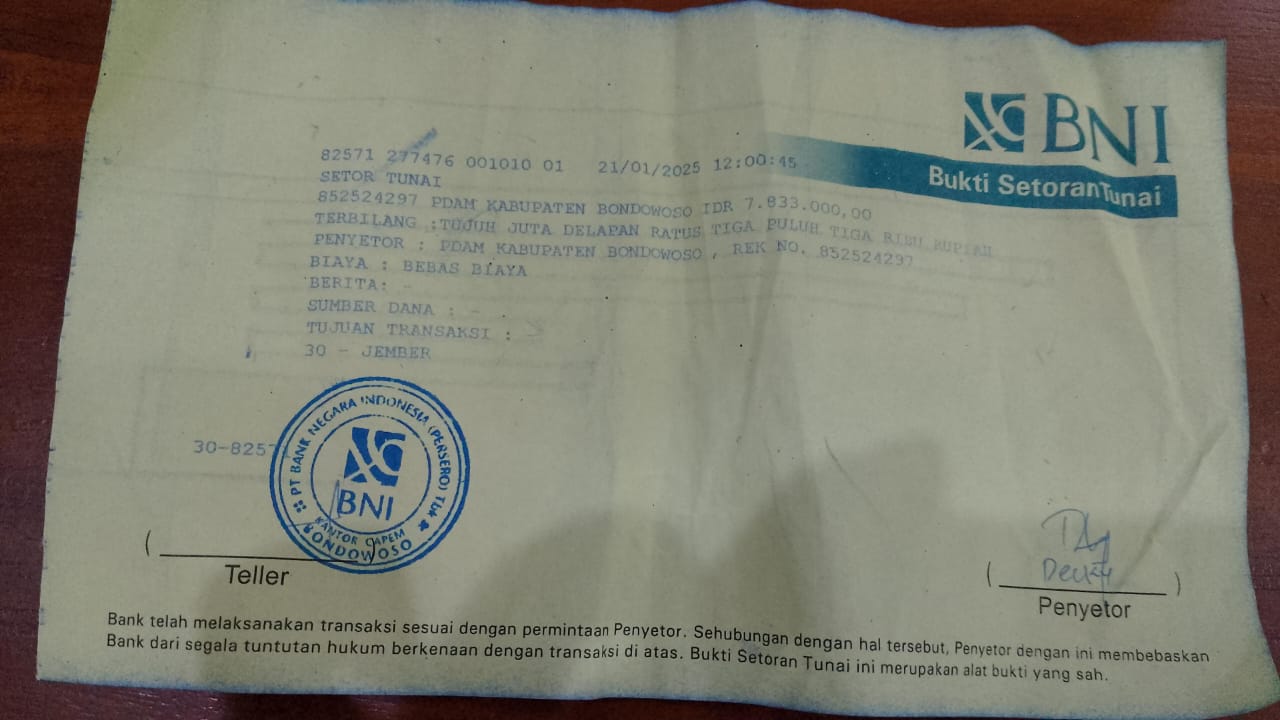 BNI
Bukti Setoran Tunai
82571 277476 001010 01 21/01/2025 12:00:45
SETOR TUNAI
852524297 PDAM KABUPATEN BONDOWOSO IDR 7.833.000,00
TERBILANG :TUJUH JUTA DELAPAN RATUS TIGA PULUH TIGA RIBU RUPIAH
PENYETOR : PDAM KABUPATEN BONDOWOSO , REK NO. 852524297
BIAYA : BEBAS BIAYA
BERITA: -
SUMBER DANA : -
TUJUAN TRANSAKSI : -
30 - JEMBER
30-8257
PT BANK NEGARA INDONESIA (PERSERO) Tbk
BNI
KANTOR CAPEM
BONDOWOSO
Teller
Penyetor
Bank telah melaksanakan transaksi sesuai dengan permintaan Penyetor. Sehubungan dengan hal tersebut, Penyetor dengan ini membebaskan
Bank dari segala tuntutan hukum berkenaan dengan transaksi di atas. Bukti Setoran Tunai ini merupakan alat bukti yang sah.